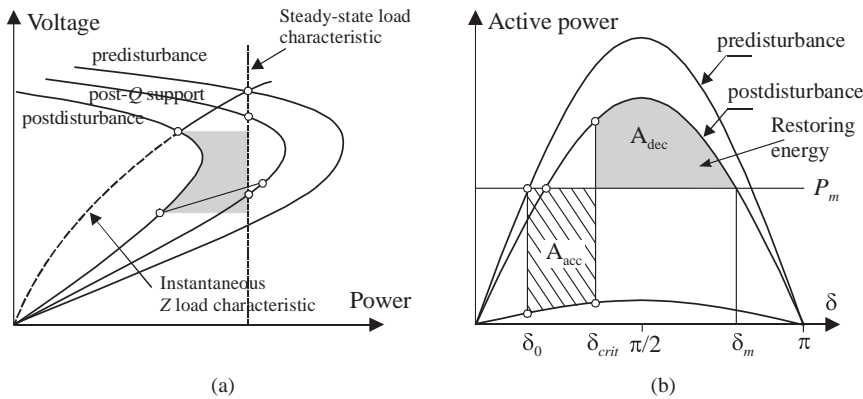 Voltage
Steady-state load
characteristic
predisturbance
post-Q support
postdisturbance
Instantaneous
Z load characteristic
Power
(a)
Active power
predisturbance
postdisturbance
Restoring
energy
A_dec
P_m
A_acc
δ
δ_0
δ_crit
π/2
δ_m
π
(b)